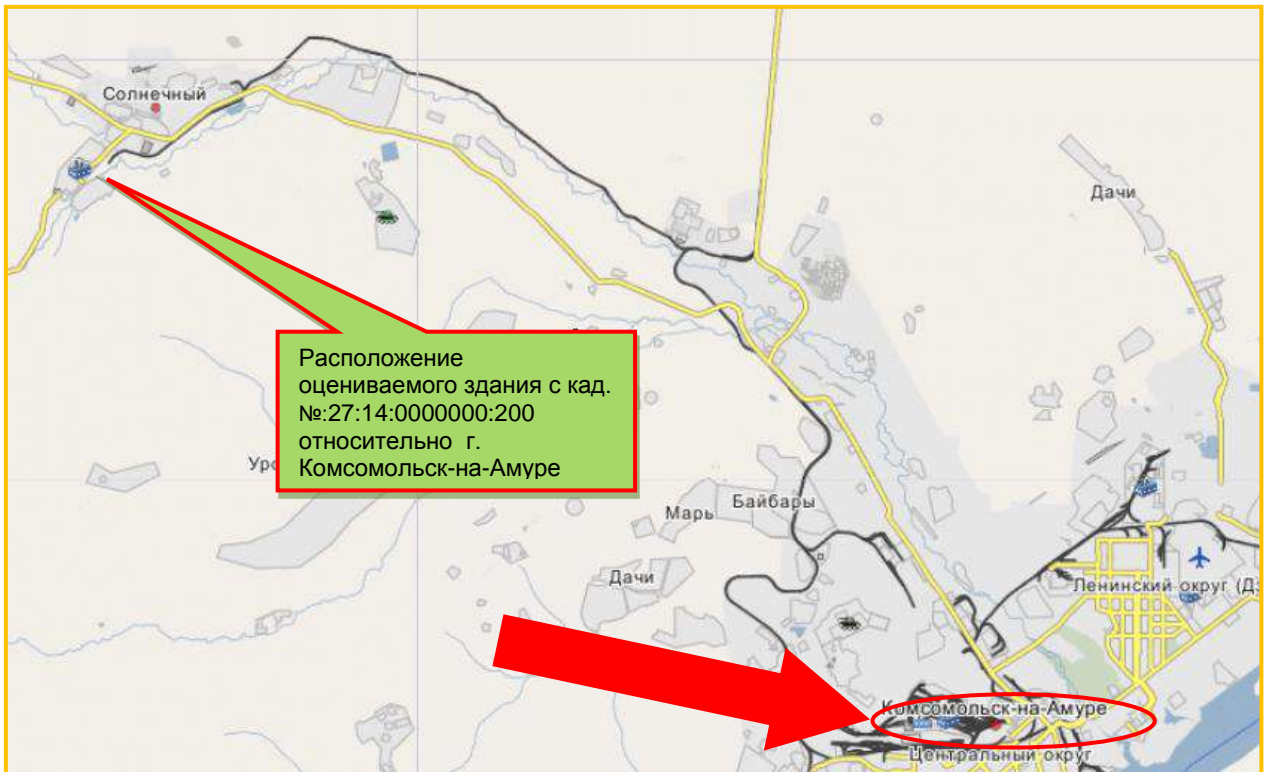 Солнечный
Дачи
Расположение
оцениваемого здания с кад.
№:27:14:0000000:200
относительно г.
Комсомольск-на-Амуре
Марь
Байбары
Дачи
Ленинский округ
Комсомольск-на-Амуре
Центральный округ